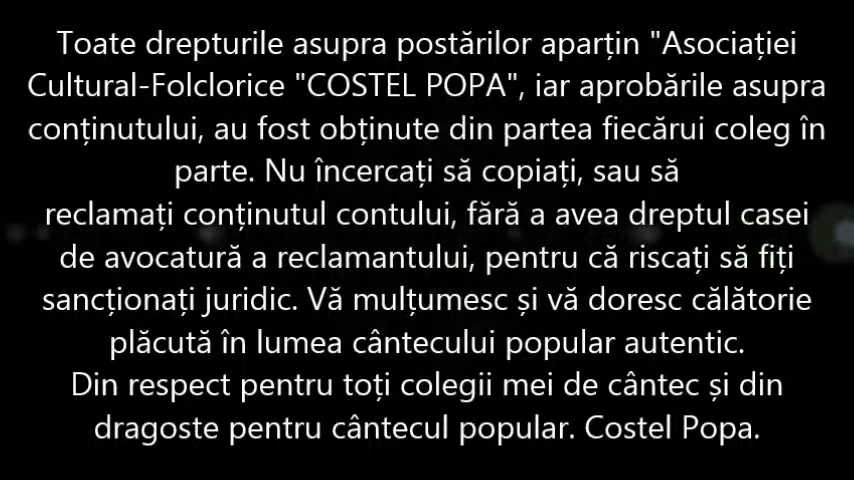 Toate drepturile asupra postărilor aparțin "Asociației
Cultural-Folclorice "COSTEL POPA", iar aprobările asupra
conținutului, au fost obținute din partea fiecărui coleg în
parte. Nu încercați să copiați, sau să
reclamați conținutul contului, fără a avea dreptul casei
de avocatură a reclamantului, pentru că riscați să fiți
sancționați juridic. Vă mulțumesc și vă doresc călătorie
plăcută în lumea cântecului popular autentic.
Din respect pentru toți colegii mei de cântec și din
dragoste pentru cântecul popular. Costel Popa.